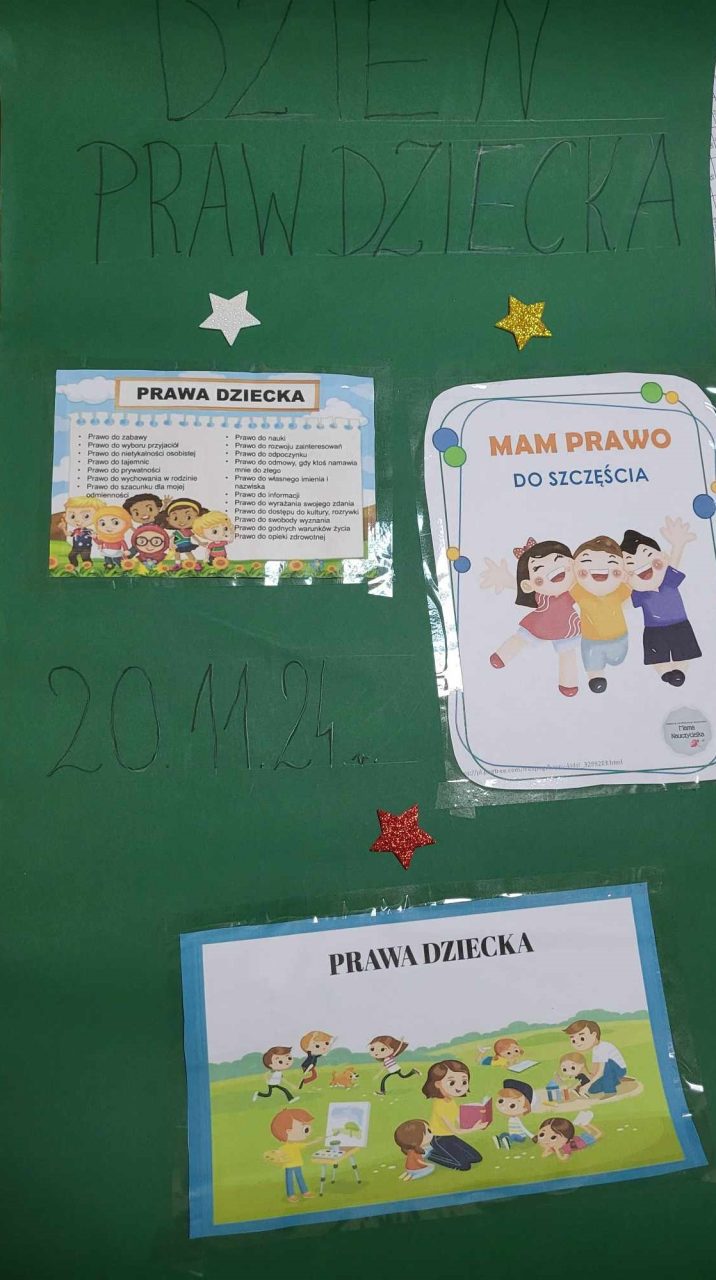 DZIEŃ
PRAW DZIECKA
PRAWA DZIECKA
• Prawo do zabawy
• Prawo do wyboru przyjaciół
• Prawo do nietykalności osobistej
• Prawo do tajemnic
• Prawo do prywatności
• Prawo do wychowania w rodzinie
• Prawo do szacunku dla mojej
odmienności
• Prawo do nauki
• Prawo do rozwoju zainteresowań
• Prawo do odpoczynku
• Prawo do odmowy, gdy ktoś namawia
mnie do złego
• Prawo do własnego imienia i
nazwiska
• Prawo do informacji
• Prawo do wyrażania swojego zdania
Prawo do dostępu do kultury, rozrywki
Prawo do swobody wyznania
Prawo do godnych warunków życia
Prawo do opieki zdrowotnej
MAM PRAWO
DO SZCZĘŚCIA
Mama
Nauczycielka
20.11.24r.
PRAWA DZIECKA